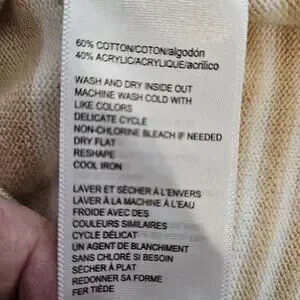 60% COTTON/COTON/algodón
40% ACRYLIC/ACRYLIQUE/acrílico
WASH AND DRY INSIDE OUT
MACHINE WASH COLD WITH
LIKE COLORS
DELICATE CYCLE
NON-CHLORINE BLEACH IF NEEDED
DRY FLAT
RESHAPE
COOL IRON
LAVER ET SÉCHER À L'ENVERS
LAVER À LA MACHINE À L'EAU
FROIDE AVEC DES
COULEURS SIMILAIRES
CYCLE DÉLICAT
UN AGENT DE BLANCHIMENT
SANS CHLORE SI BESOIN
SÉCHER À PLAT
REDONNER SA FORME
FER TIÈDE